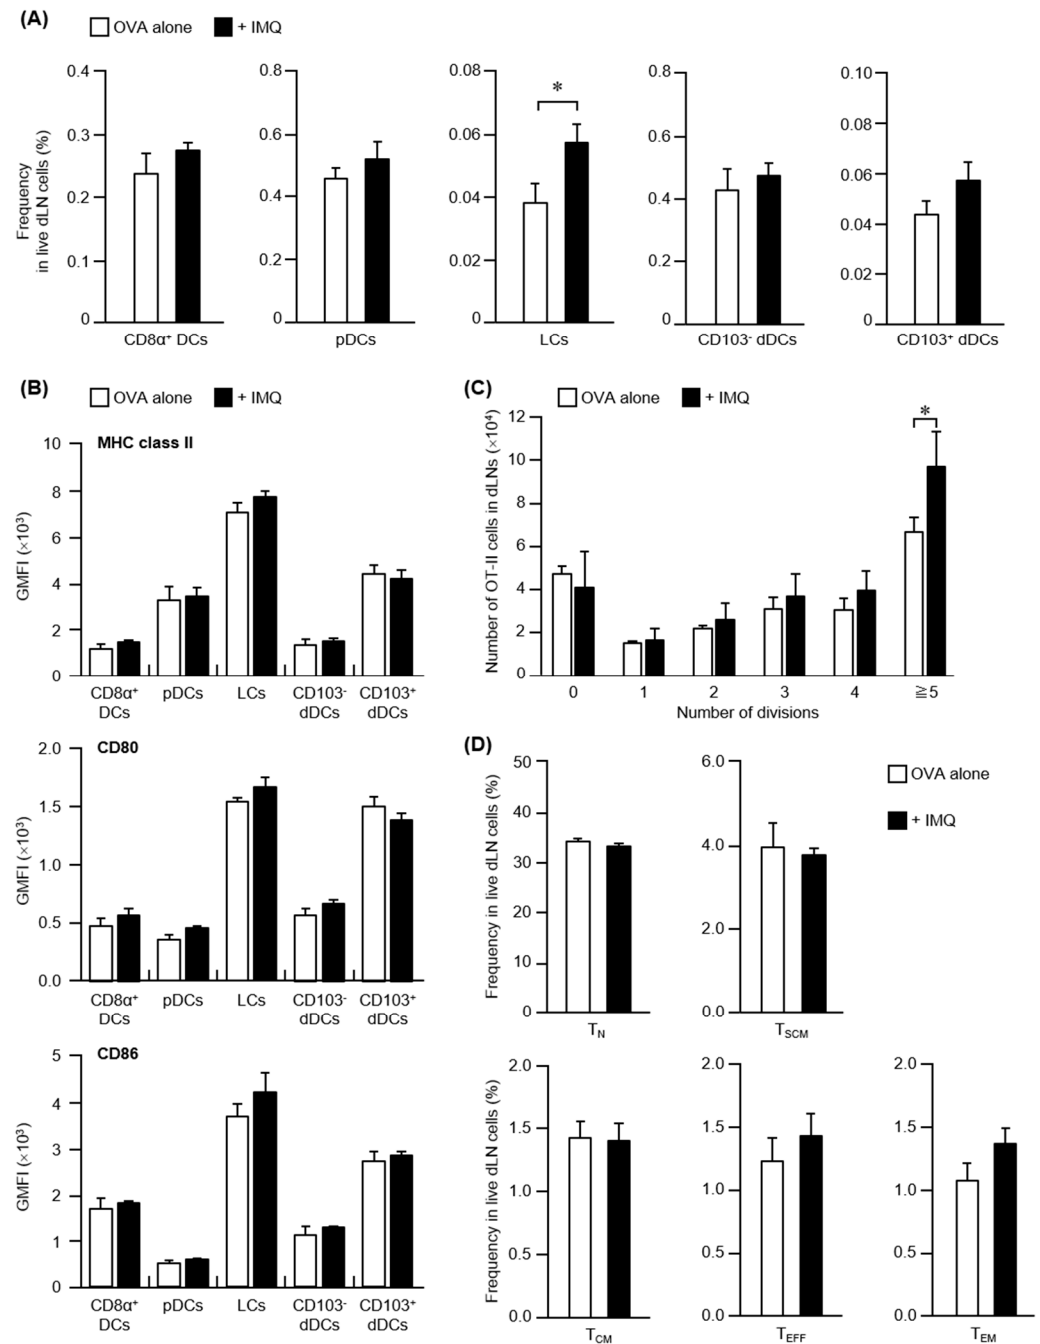 (A)
OVA alone
+ IMQ
Frequency
in live dLN cells (%)
0.4
0.3
0.2
0.1
0
CD8α⁺ DCs
0.8
0.6
0.4
0.2
0
pDCs
0.08
0.06
0.04
0.02
0
*
LCs
0.8
0.6
0.4
0.2
0
CD103⁻ dDCs
0.10
0.08
0.06
0.04
0.02
0
CD103⁺ dDCs
(B)
OVA alone
+ IMQ
MHC class II
GMFI (×10³)
10
8
6
4
2
0
CD8α⁺
DCs
pDCs
LCs
CD103⁻
dDCs
CD103⁺
dDCs
CD80
GMFI (×10³)
2.0
1.5
1.0
0.5
0.0
CD8α⁺
DCs
pDCs
LCs
CD103⁻
dDCs
CD103⁺
dDCs
CD86
GMFI (×10³)
5
4
3
2
1
0
CD8α⁺
DCs
pDCs
LCs
CD103⁻
dDCs
CD103⁺
dDCs
(C)
OVA alone
+ IMQ
Number of OT-II cells in dLNs (×10⁴)
12
10
8
6
4
2
0
*
0 1 2 3 4 ≧5
Number of divisions
(D)
OVA alone
+ IMQ
Frequency in live dLN cells (%)
50
40
30
20
10
0
T_N
6.0
4.0
2.0
0.0
T_SCM
Frequency in live dLN cells (%)
2.0
1.5
1.0
0.5
0.0
T_CM
2.0
1.5
1.0
0.5
0.0
T_EFF
2.0
1.5
1.0
0.5
0.0
T_EM